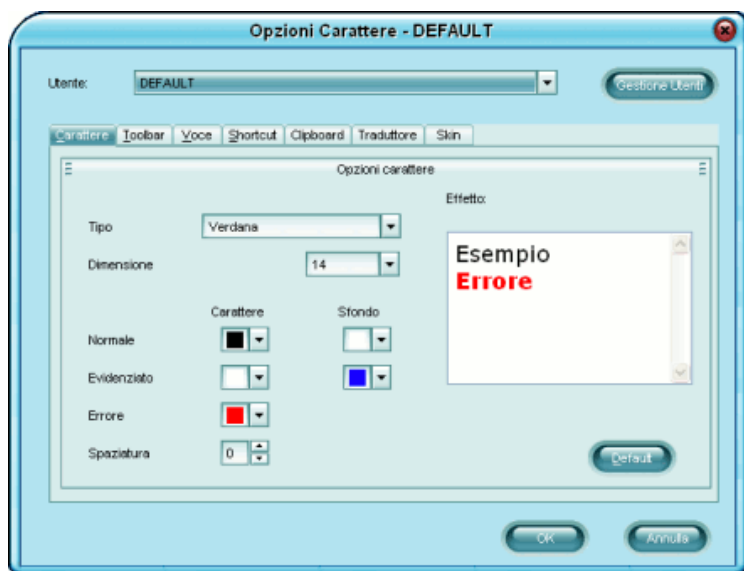 Opzioni Carattere - DEFAULT
Utente: DEFAULT Gestione Utenti
Carattere Toolbar Voce Shortcut Clipboard Traduttore Skin
Opzioni carattere
Effetto:
Tipo Verdana
Dimensione 14
Esempio
Errore
Carattere Sfondo
Normale
Evidenziato
Errore
Spaziatura 0
Default
OK Annulla